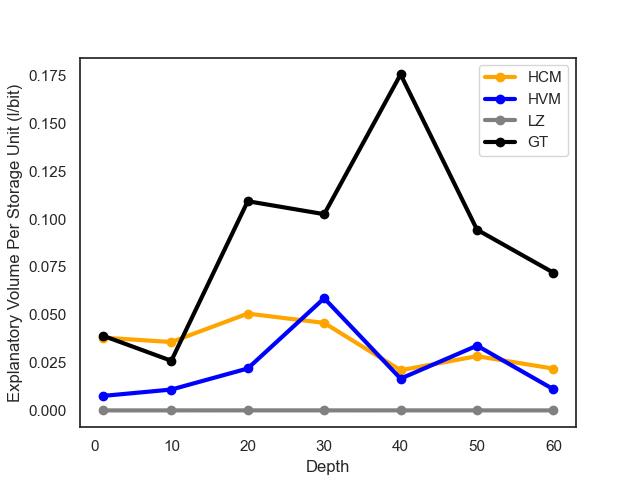 0.175
0.150
0.125
0.100
0.075
0.050
0.025
0.000
Explanatory Volume Per Storage Unit (l/bit)
HCM
HVM
LZ
GT
0 10 20 30 40 50 60
Depth